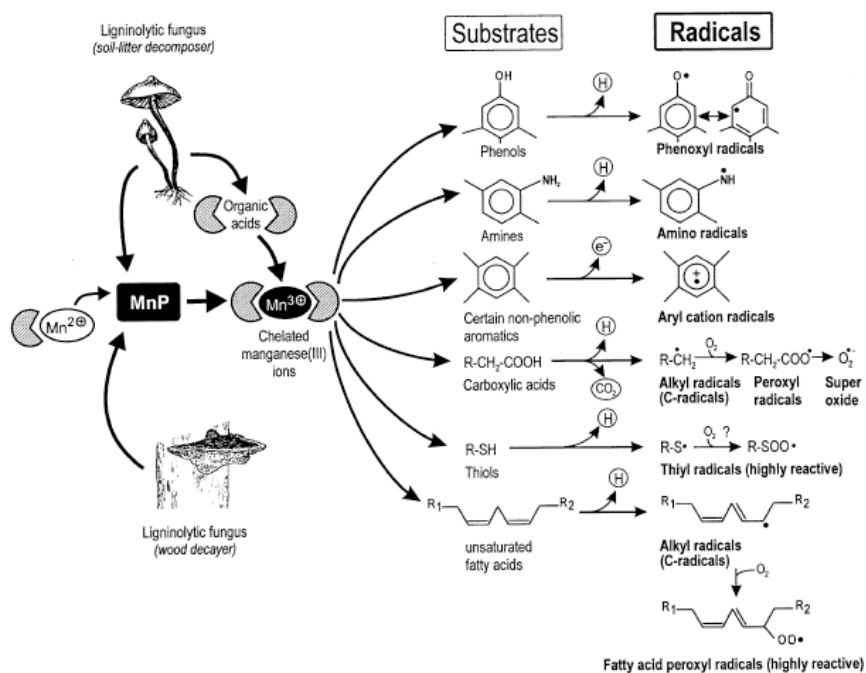 Ligninolytic fungus
(soil-litter decomposer)
Organic
acids
Mn2⊕
MnP
Mn3⊕
Chelated
manganese(III)
ions
Ligninolytic fungus
(wood decayer)
Substrates
Radicals
OH
H
O•
O
Phenols
Phenoxyl radicals
NH2
H
ṄH
Amines
Amino radicals
e−
+
Certain non-phenolic
aromatics
Aryl cation radicals
R-CH2-COOH
H
CO2
R-ĊH2
O2
R-CH2-COO•
O2•-
Carboxylic acids
Alkyl radicals
(C-radicals)
Peroxyl
radicals
Super
oxide
R-SH
H
R-S•
O2 ?
R-SOO•
Thiols
Thiyl radicals (highly reactive)
R1
R2
H
R1
R2
unsaturated
fatty acids
Alkyl radicals
(C-radicals)
O2
R1
R2
OO•
Fatty acid peroxyl radicals (highly reactive)